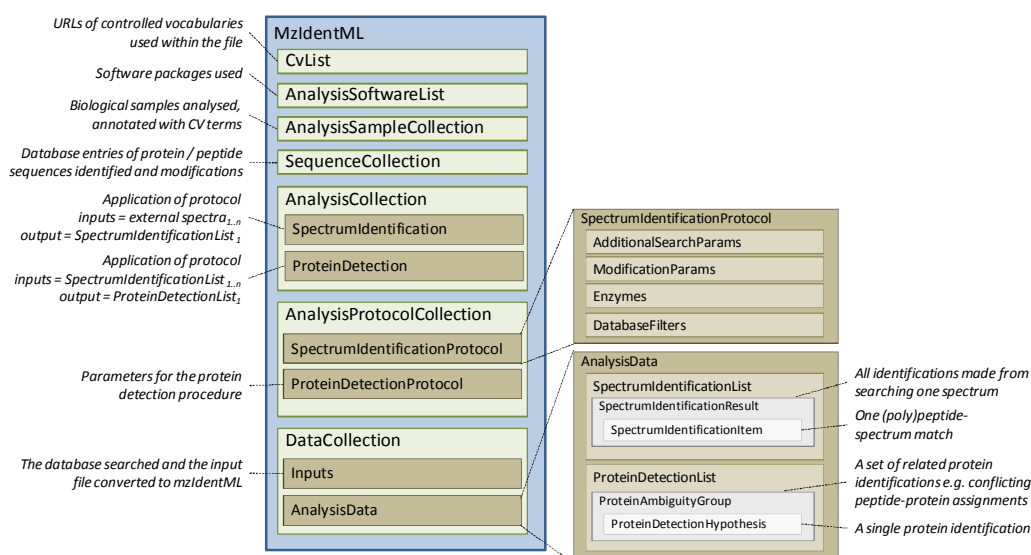 URLs of controlled vocabularies
used within the file
Software packages used
Biological samples analysed,
annotated with CV terms
Database entries of protein / peptide
sequences identified and modifications
Application of protocol
inputs = external spectra1..n
output = SpectrumIdentificationList1
Application of protocol
inputs = SpectrumIdentificationList1..n
output = ProteinDetectionList1
Parameters for the protein
detection procedure
The database searched and the input
file converted to mzIdentML
MzIdentML
CvList
AnalysisSoftwareList
AnalysisSampleCollection
SequenceCollection
AnalysisCollection
SpectrumIdentification
ProteinDetection
AnalysisProtocolCollection
SpectrumIdentificationProtocol
ProteinDetectionProtocol
DataCollection
Inputs
AnalysisData
SpectrumIdentificationProtocol
AdditionalSearchParams
ModificationParams
Enzymes
DatabaseFilters
AnalysisData
SpectrumIdentificationList
SpectrumIdentificationResult
SpectrumIdentificationItem
ProteinDetectionList
ProteinAmbiguityGroup
ProteinDetectionHypothesis
All identifications made from
searching one spectrum
One (poly)peptide-
spectrum match
A set of related protein
identifications e.g. conflicting
peptide-protein assignments
A single protein identification